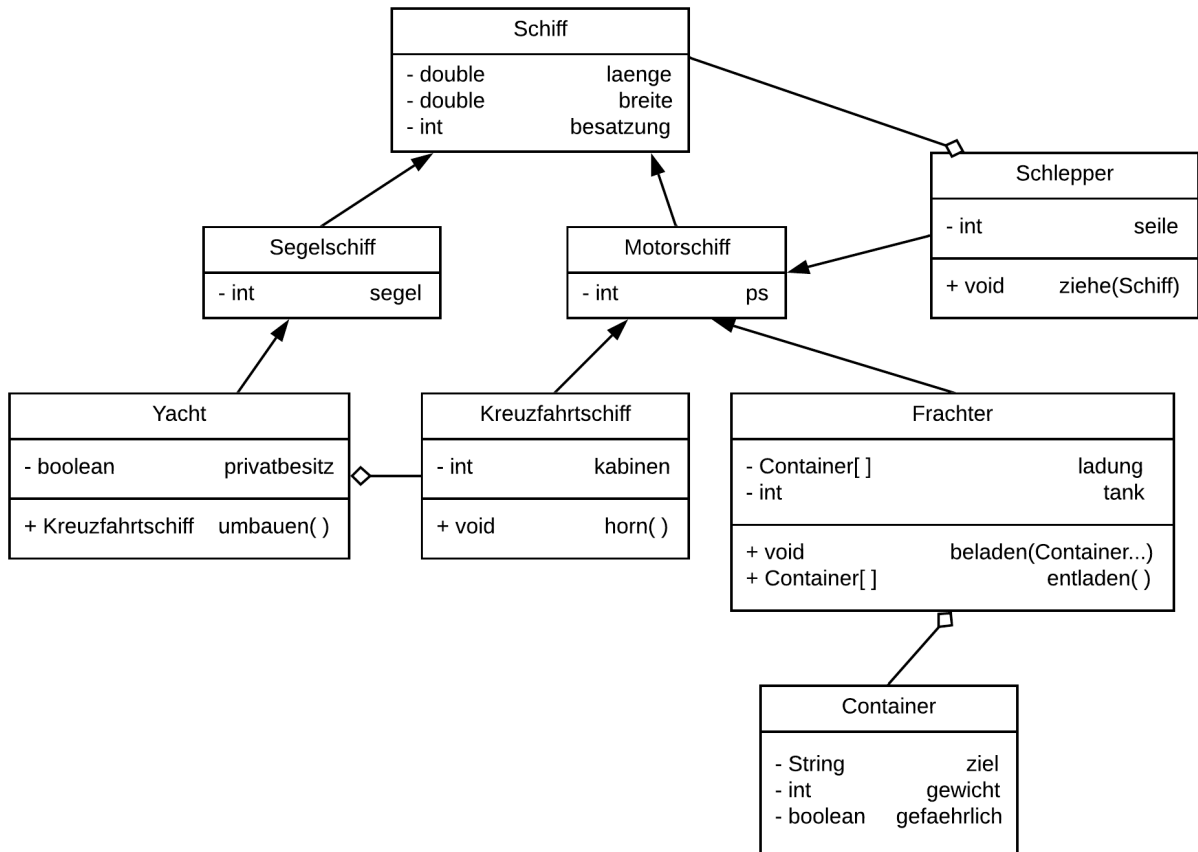 Schiff
- double laenge
- double breite
- int besatzung
Schlepper
- int seile
+ void ziehe(Schiff)
Segelschiff
- int segel
Motorschiff
- int ps
Yacht
- boolean privatbesitz
+ Kreuzfahrtschiff umbauen( )
Kreuzfahrtschiff
- int kabinen
+ void horn( )
Frachter
- Container[ ] ladung
- int tank
+ void beladen(Container...)
+ Container[ ] entladen( )
Container
- String ziel
- int gewicht
- boolean gefaehrlich